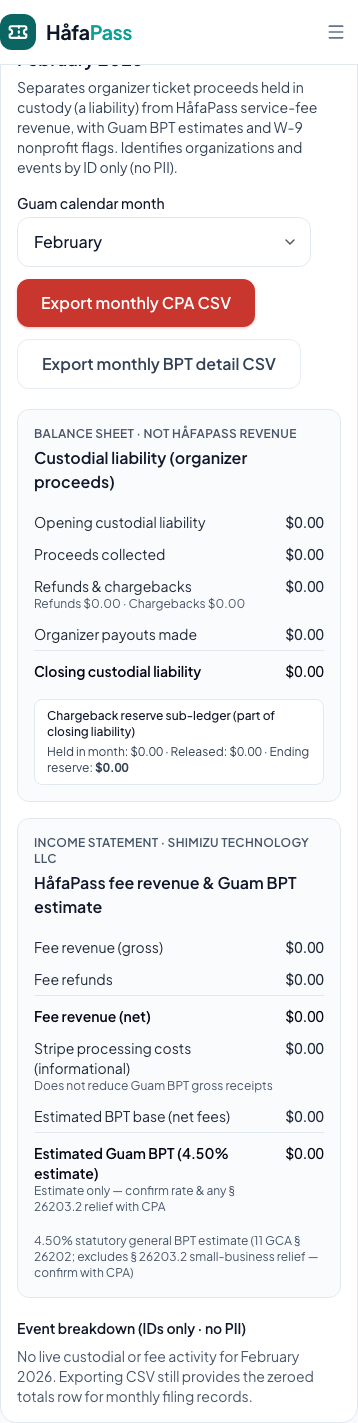 HåfaPass
February 2026
Separates organizer ticket proceeds held in
custody (a liability) from HåfaPass service-fee
revenue, with Guam BPT estimates and W-9
nonprofit flags. Identifies organizations and
events by ID only (no PII).
Guam calendar month
February
Export monthly CPA CSV
Export monthly BPT detail CSV
BALANCE SHEET · NOT HÅFAPASS REVENUE
Custodial liability (organizer
proceeds)
Opening custodial liability $0.00
Proceeds collected $0.00
Refunds & chargebacks $0.00
Refunds $0.00 · Chargebacks $0.00
Organizer payouts made $0.00
Closing custodial liability $0.00
Chargeback reserve sub-ledger (part of
closing liability)
Held in month: $0.00 · Released: $0.00 · Ending
reserve: $0.00
INCOME STATEMENT · SHIMIZU TECHNOLOGY
LLC
HåfaPass fee revenue & Guam BPT
estimate
Fee revenue (gross) $0.00
Fee refunds $0.00
Fee revenue (net) $0.00
Stripe processing costs $0.00
(informational)
Does not reduce Guam BPT gross receipts
Estimated BPT base (net fees) $0.00
Estimated Guam BPT (4.50% $0.00
estimate)
Estimate only — confirm rate & any §
26203.2 relief with CPA
4.50% statutory general BPT estimate (11 GCA §
26202; excludes § 26203.2 small-business relief —
confirm with CPA)
Event breakdown (IDs only · no PII)
No live custodial or fee activity for February
2026. Exporting CSV still provides the zeroed
totals row for monthly filing records.